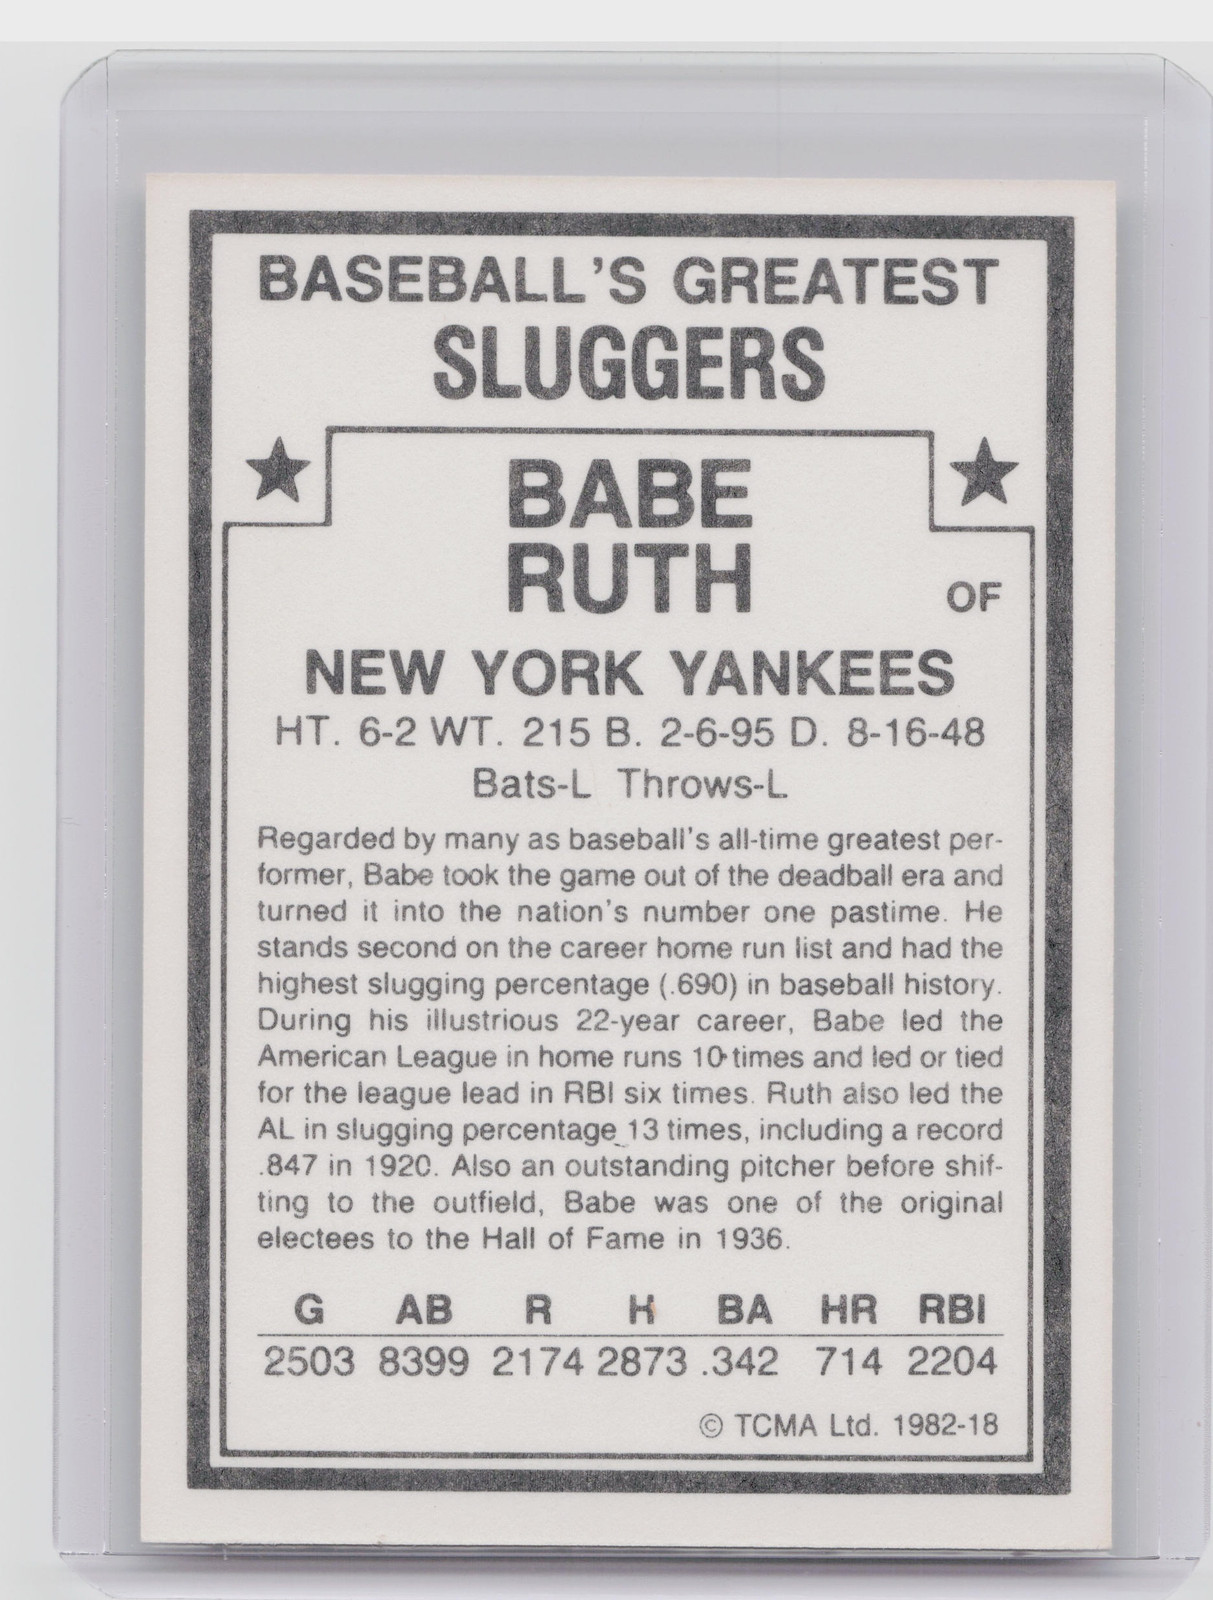 BASEBALL'S GREATEST
SLUGGERS
BABE
RUTH
OF
NEW YORK YANKEES
HT. 6-2 WT. 215 B. 2-6-95 D. 8-16-48
Bats-L Throws-L
Regarded by many as baseball's all-time greatest per-
former, Babe took the game out of the deadball era and
turned it into the nation's number one pastime. He
stands second on the career home run list and had the
highest slugging percentage (.690) in baseball history.
During his illustrious 22-year career, Babe led the
American League in home runs 10 times and led or tied
for the league lead in RBI six times. Ruth also led the
AL in slugging percentage 13 times, including a record
.847 in 1920. Also an outstanding pitcher before shif-
ting to the outfield, Babe was one of the original
electees to the Hall of Fame in 1936.
G AB R H BA HR RBI
2503 8399 2174 2873 .342 714 2204
© TCMA Ltd. 1982-18